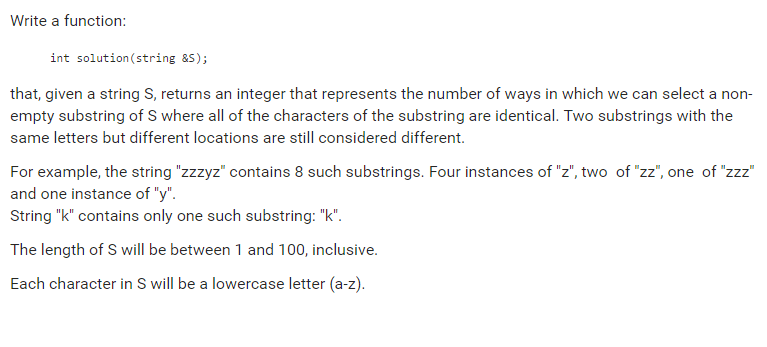 Write a function:
int solution(string &S);
that, given a string S, returns an integer that represents the number of ways in which we can select a non-
empty substring of S where all of the characters of the substring are identical. Two substrings with the
same letters but different locations are still considered different.
For example, the string "zzzyz" contains 8 such substrings. Four instances of "z", two of "zz", one of "zzz"
and one instance of "y".
String "k" contains only one such substring: "k".
The length of S will be between 1 and 100, inclusive.
Each character in S will be a lowercase letter (a-z).